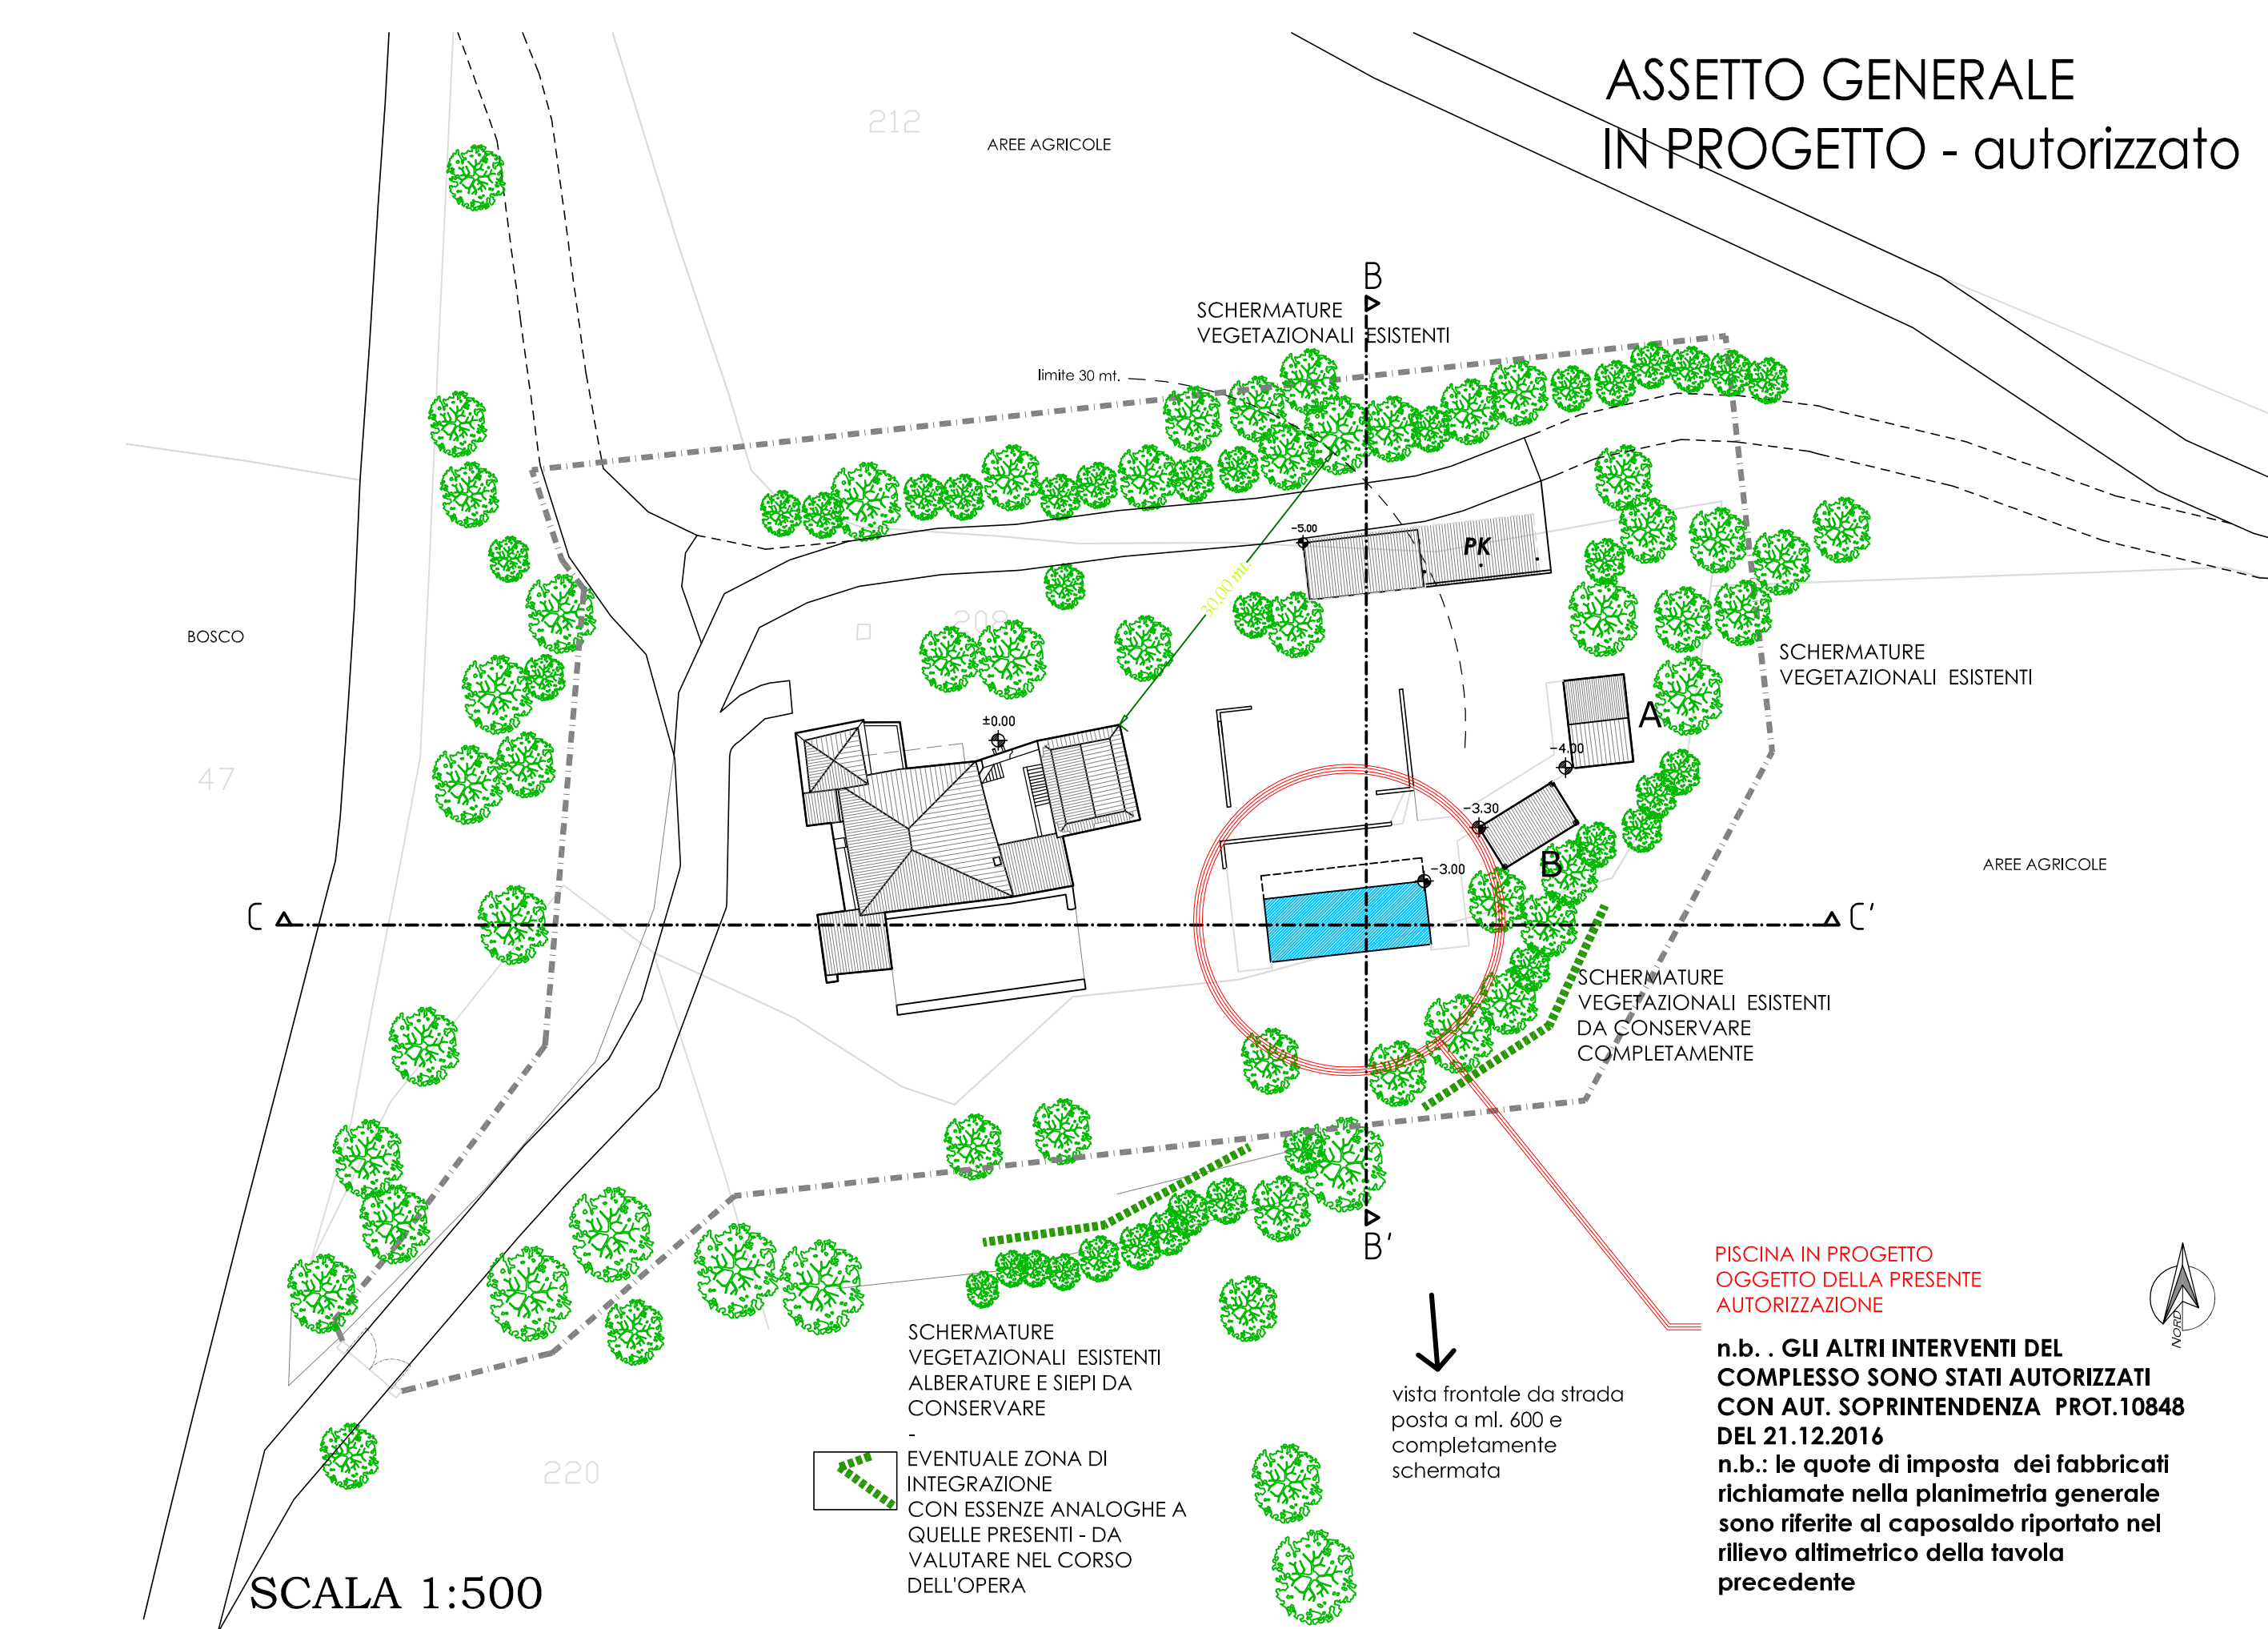 ASSETTO GENERALE
IN PROGETTO - autorizzato
212
AREE AGRICOLE
B
SCHERMATURE
VEGETAZIONALI ESISTENTI
limite 30 mt.
-5.00
PK
30,00 mt.
208
BOSCO
SCHERMATURE
VEGETAZIONALI ESISTENTI
A
±0.00
-4.00
47
-3.30
B
-3.00
AREE AGRICOLE
C
C'
SCHERMATURE
VEGETAZIONALI ESISTENTI
DA CONSERVARE
COMPLETAMENTE
B'
PISCINA IN PROGETTO
OGGETTO DELLA PRESENTE
AUTORIZZAZIONE
NORD
n.b. . GLI ALTRI INTERVENTI DEL
COMPLESSO SONO STATI AUTORIZZATI
CON AUT. SOPRINTENDENZA PROT.10848
DEL 21.12.2016
n.b.: le quote di imposta dei fabbricati
richiamate nella planimetria generale
sono riferite al caposaldo riportato nel
rilievo altimetrico della tavola
precedente
SCHERMATURE
VEGETAZIONALI ESISTENTI
ALBERATURE E SIEPI DA
CONSERVARE
-
EVENTUALE ZONA DI
INTEGRAZIONE
CON ESSENZE ANALOGHE A
QUELLE PRESENTI - DA
VALUTARE NEL CORSO
DELL'OPERA
vista frontale da strada
posta a ml. 600 e
completamente
schermata
220
SCALA 1:500